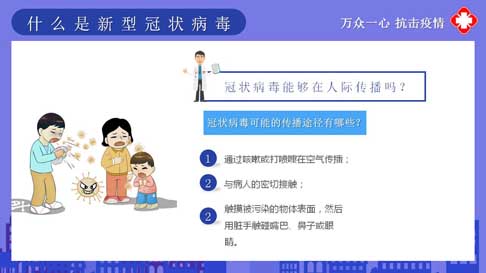 什么是新型冠状病毒
万众一心 抗击疫情
冠状病毒能够在人际传播吗？
冠状病毒可能的传播途径有哪些？
1 通过咳嗽或打喷嚏在空气传播；
2 与病人的密切接触；
2 触摸被污染的物体表面，然后
用脏手触碰嘴巴、鼻子或眼
睛。